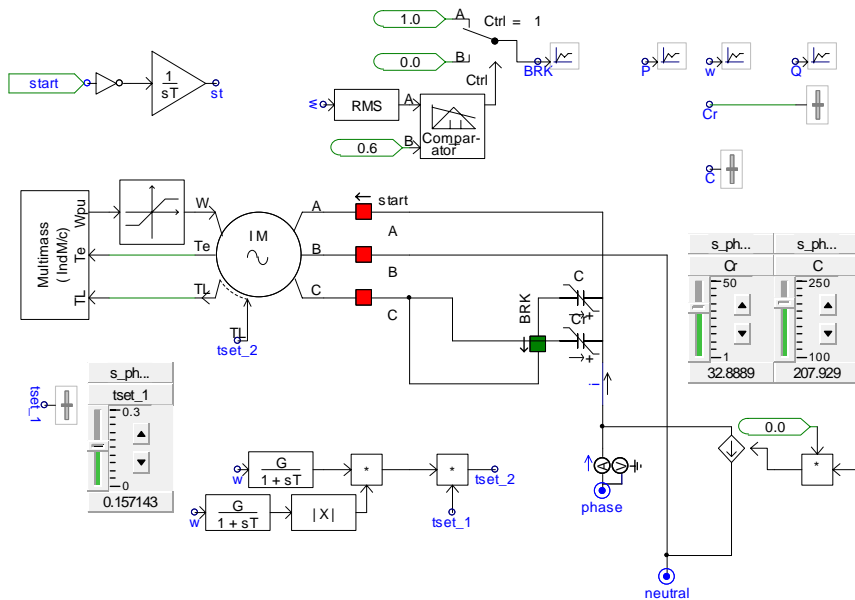 1.0
A
Ctrl = 1
0.0
B
Ctrl
BRK
P
w
Q
start
1
sT
st
w
RMS
A
Compar-
ator
0.6
B
Cr
C
Multimass
( IndM/c)
Wpu
Te
TL
W
Te
TL
IM
A
B
C
start
A
B
C
TL
tset_2
BRK
C
Cr
i
s_ph...
s_ph...
Cr
C
50
250
1
100
32.8889
207.929
tset_1
s_ph...
tset_1
0.3
0
0.157143
w
G
1 + sT
*
*
tset_2
w
G
1 + sT
|X|
tset_1
A
V
phase
0.0
*
neutral